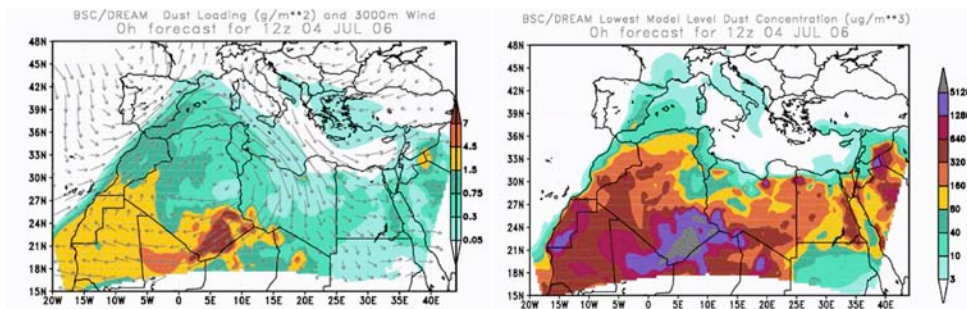 BSC/DREAM Dust Loading (g/m**2) and 3000m Wind
0h forecast for 12z 04 JUL 06
48N
45N
42N
39N
36N
33N
30N
27N
24N
21N
18N
15N
20W 15W 10W 5W 0 5E 10E 15E 20E 25E 30E 35E 40E
7
4.5
1.5
0.75
0.3
0.05
BSC/DREAM Lowest Model Level Dust Concentration (ug/m**3)
0h forecast for 12z 04 JUL 06
48N
45N
42N
39N
36N
33N
30N
27N
24N
21N
18N
15N
20W 15W 10W 5W 0 5E 10E 15E 20E 25E 30E 35E 40E
5120
1280
640
320
160
80
40
10
3